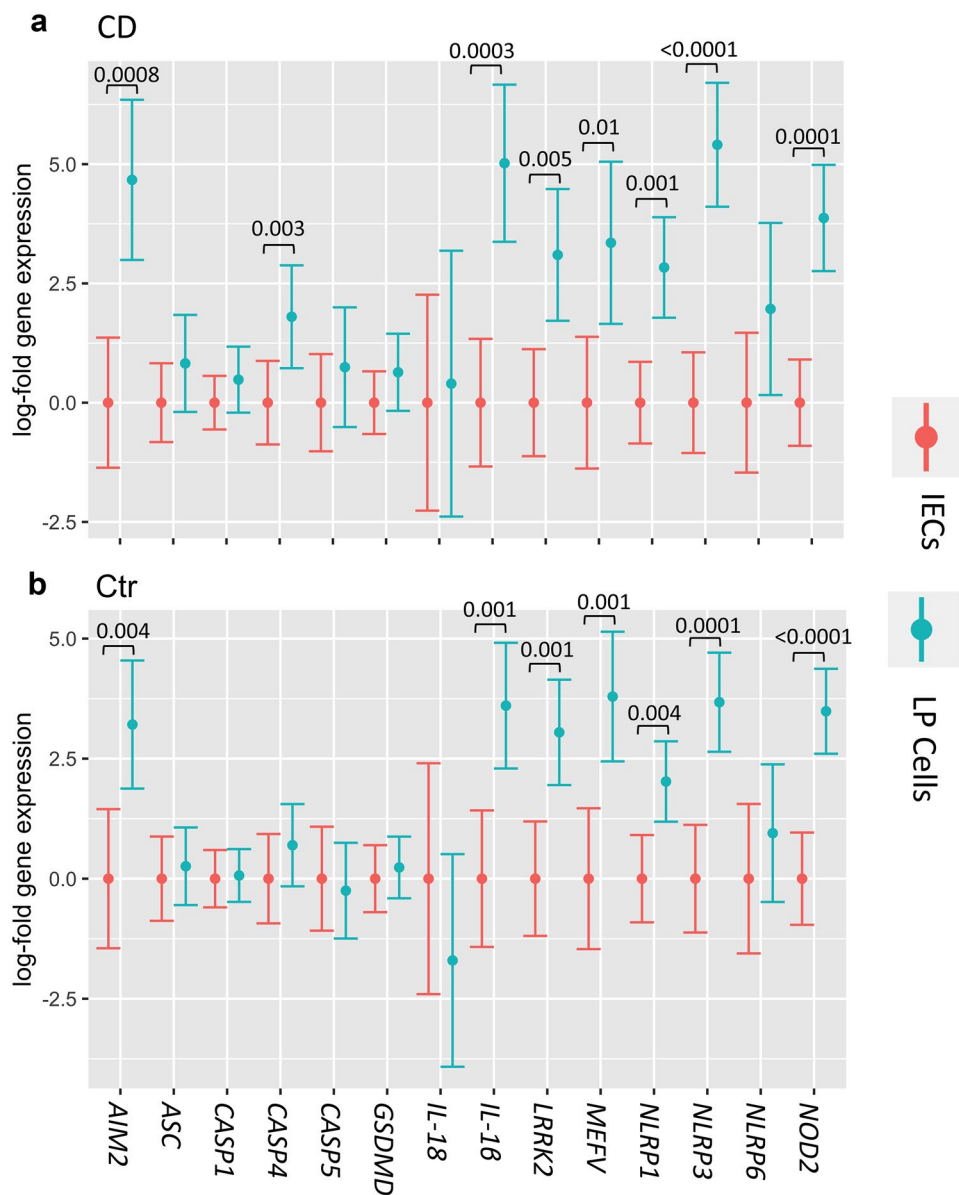 a CD
0.0008
0.003
0.0003
0.005
0.01
0.001
<0.0001
0.0001
log-fold gene expression
5.0
2.5
0.0
-2.5
b Ctr
0.004
0.001
0.001
0.001
0.004
0.0001
<0.0001
log-fold gene expression
5.0
2.5
0.0
-2.5
AIM2
ASC
CASP1
CASP4
CASP5
GSDMD
IL-18
IL-16
LRRK2
MEFV
NLRP1
NLRP3
NLRP6
NOD2
IECs
LP Cells